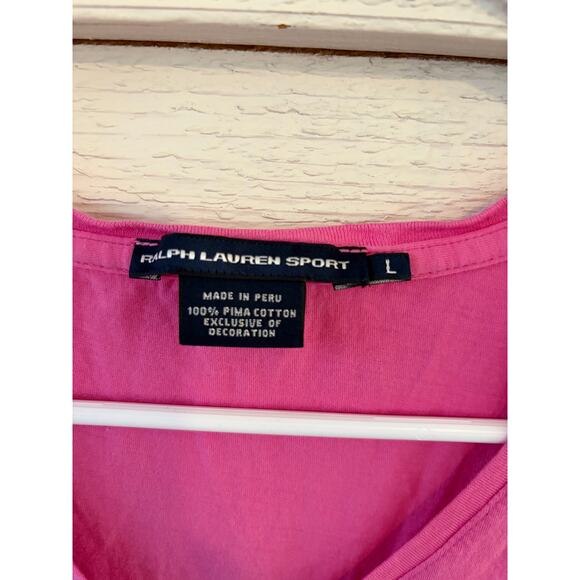 RALPH LAUREN SPORT
L
MADE IN PERU
100% PIMA COTTON
EXCLUSIVE OF
DECORATION